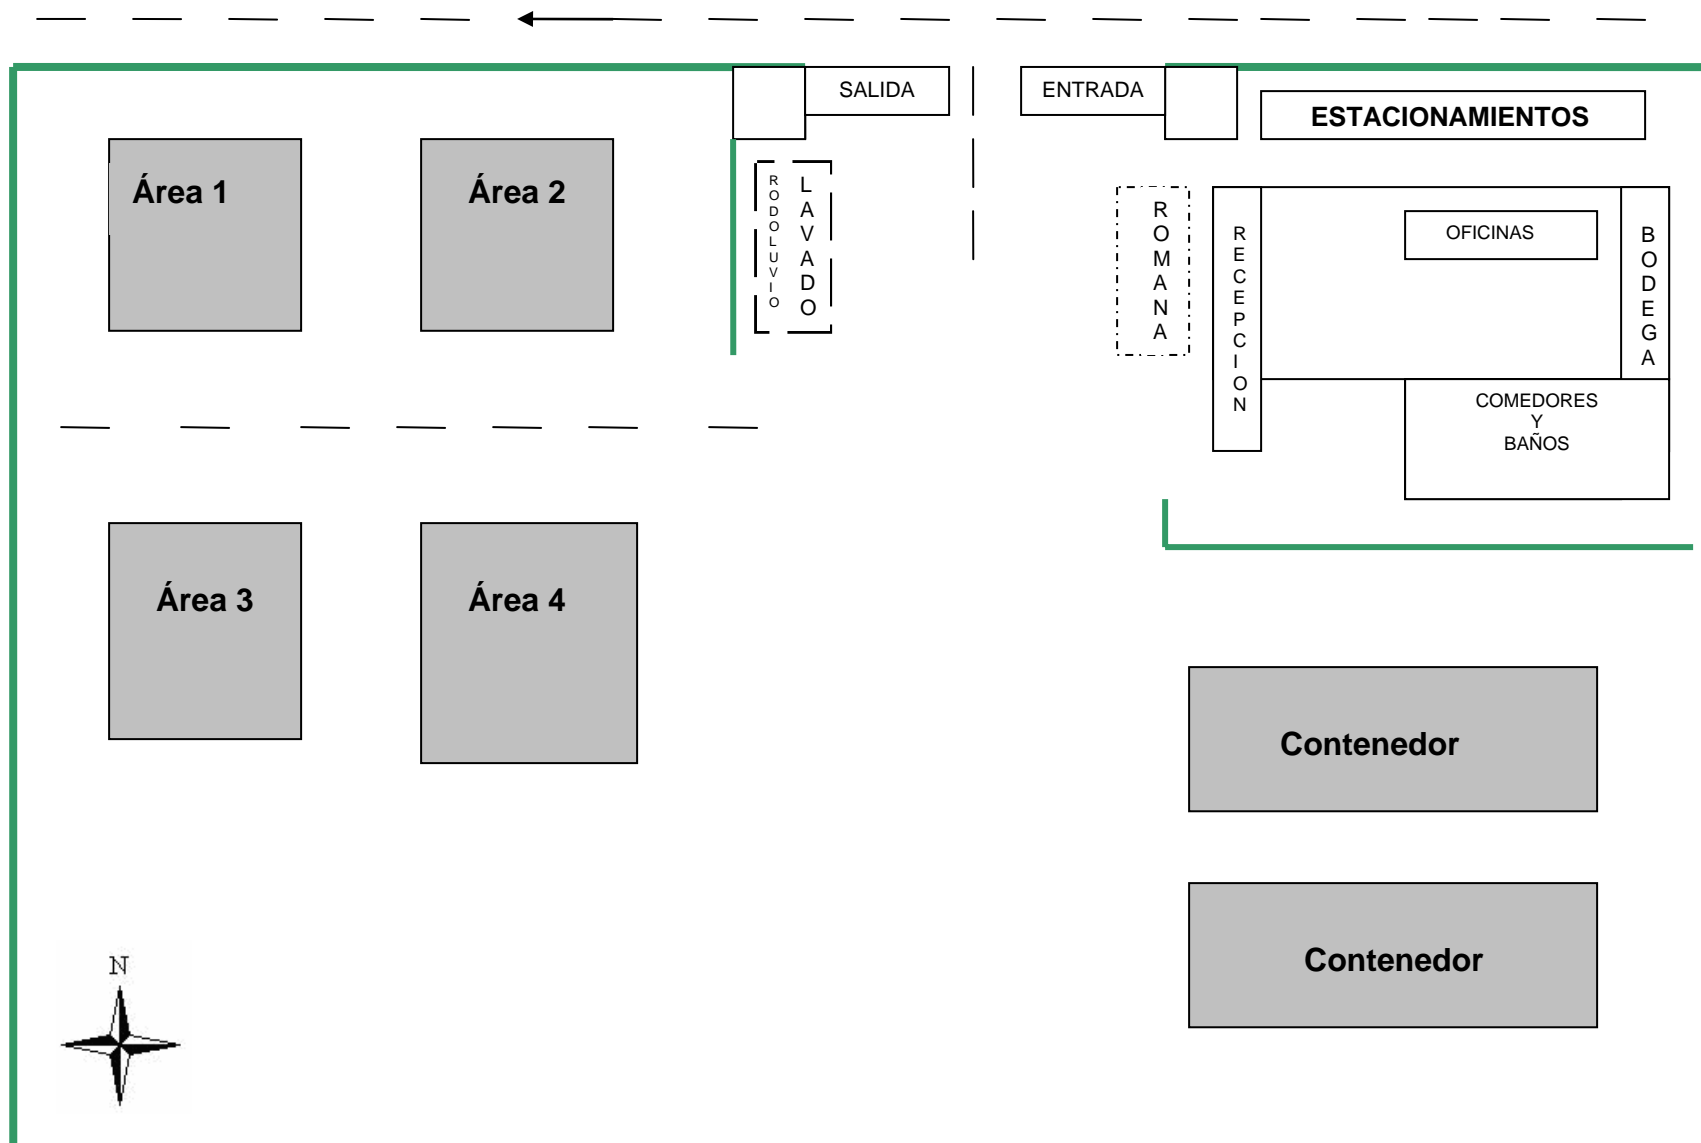 SALIDA
ENTRADA
ESTACIONAMIENTOS
Área 1
Área 2
RODOLUVIO
LAVADO
ROMANA
RECEPCION
OFICINAS
BODEGA
COMEDORES
Y
BAÑOS
Área 3
Área 4
Contenedor
Contenedor
N